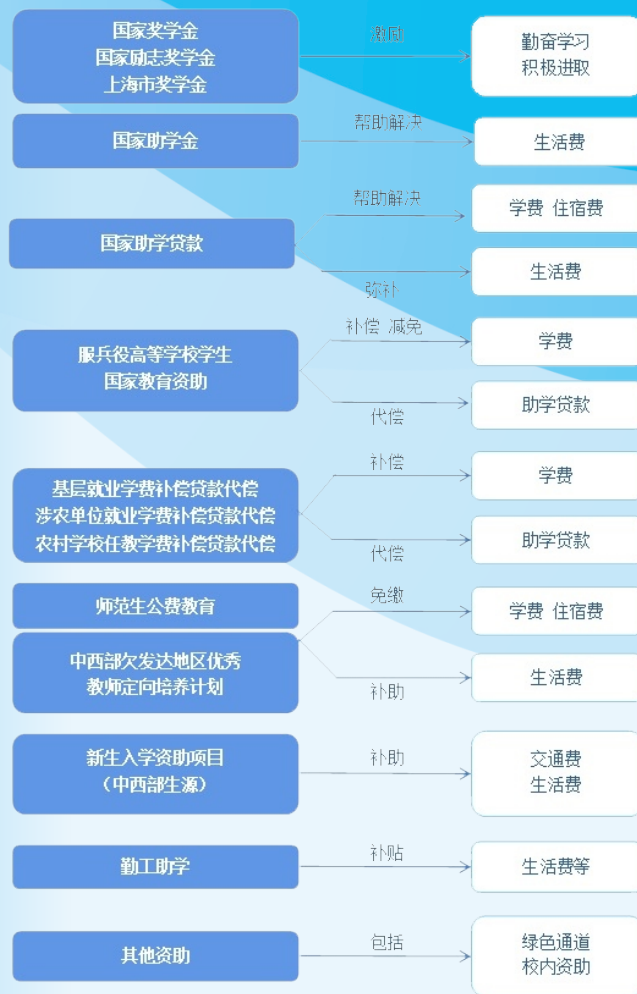 国家奖学金
国家励志奖学金
上海市奖学金
激励
勤奋学习
积极进取
国家助学金
帮助解决
生活费
国家助学贷款
帮助解决
学费 住宿费
弥补
生活费
服兵役高等学校学生
国家教育资助
补偿 减免
学费
代偿
助学贷款
基层就业学费补偿贷款代偿
涉农单位就业学费补偿贷款代偿
农村学校任教学费补偿贷款代偿
补偿
学费
代偿
助学贷款
师范生公费教育
中西部欠发达地区优秀
教师定向培养计划
免缴
学费 住宿费
补助
生活费
新生入学资助项目
（中西部生源）
补助
交通费
生活费
勤工助学
补贴
生活费等
其他资助
包括
绿色通道
校内资助